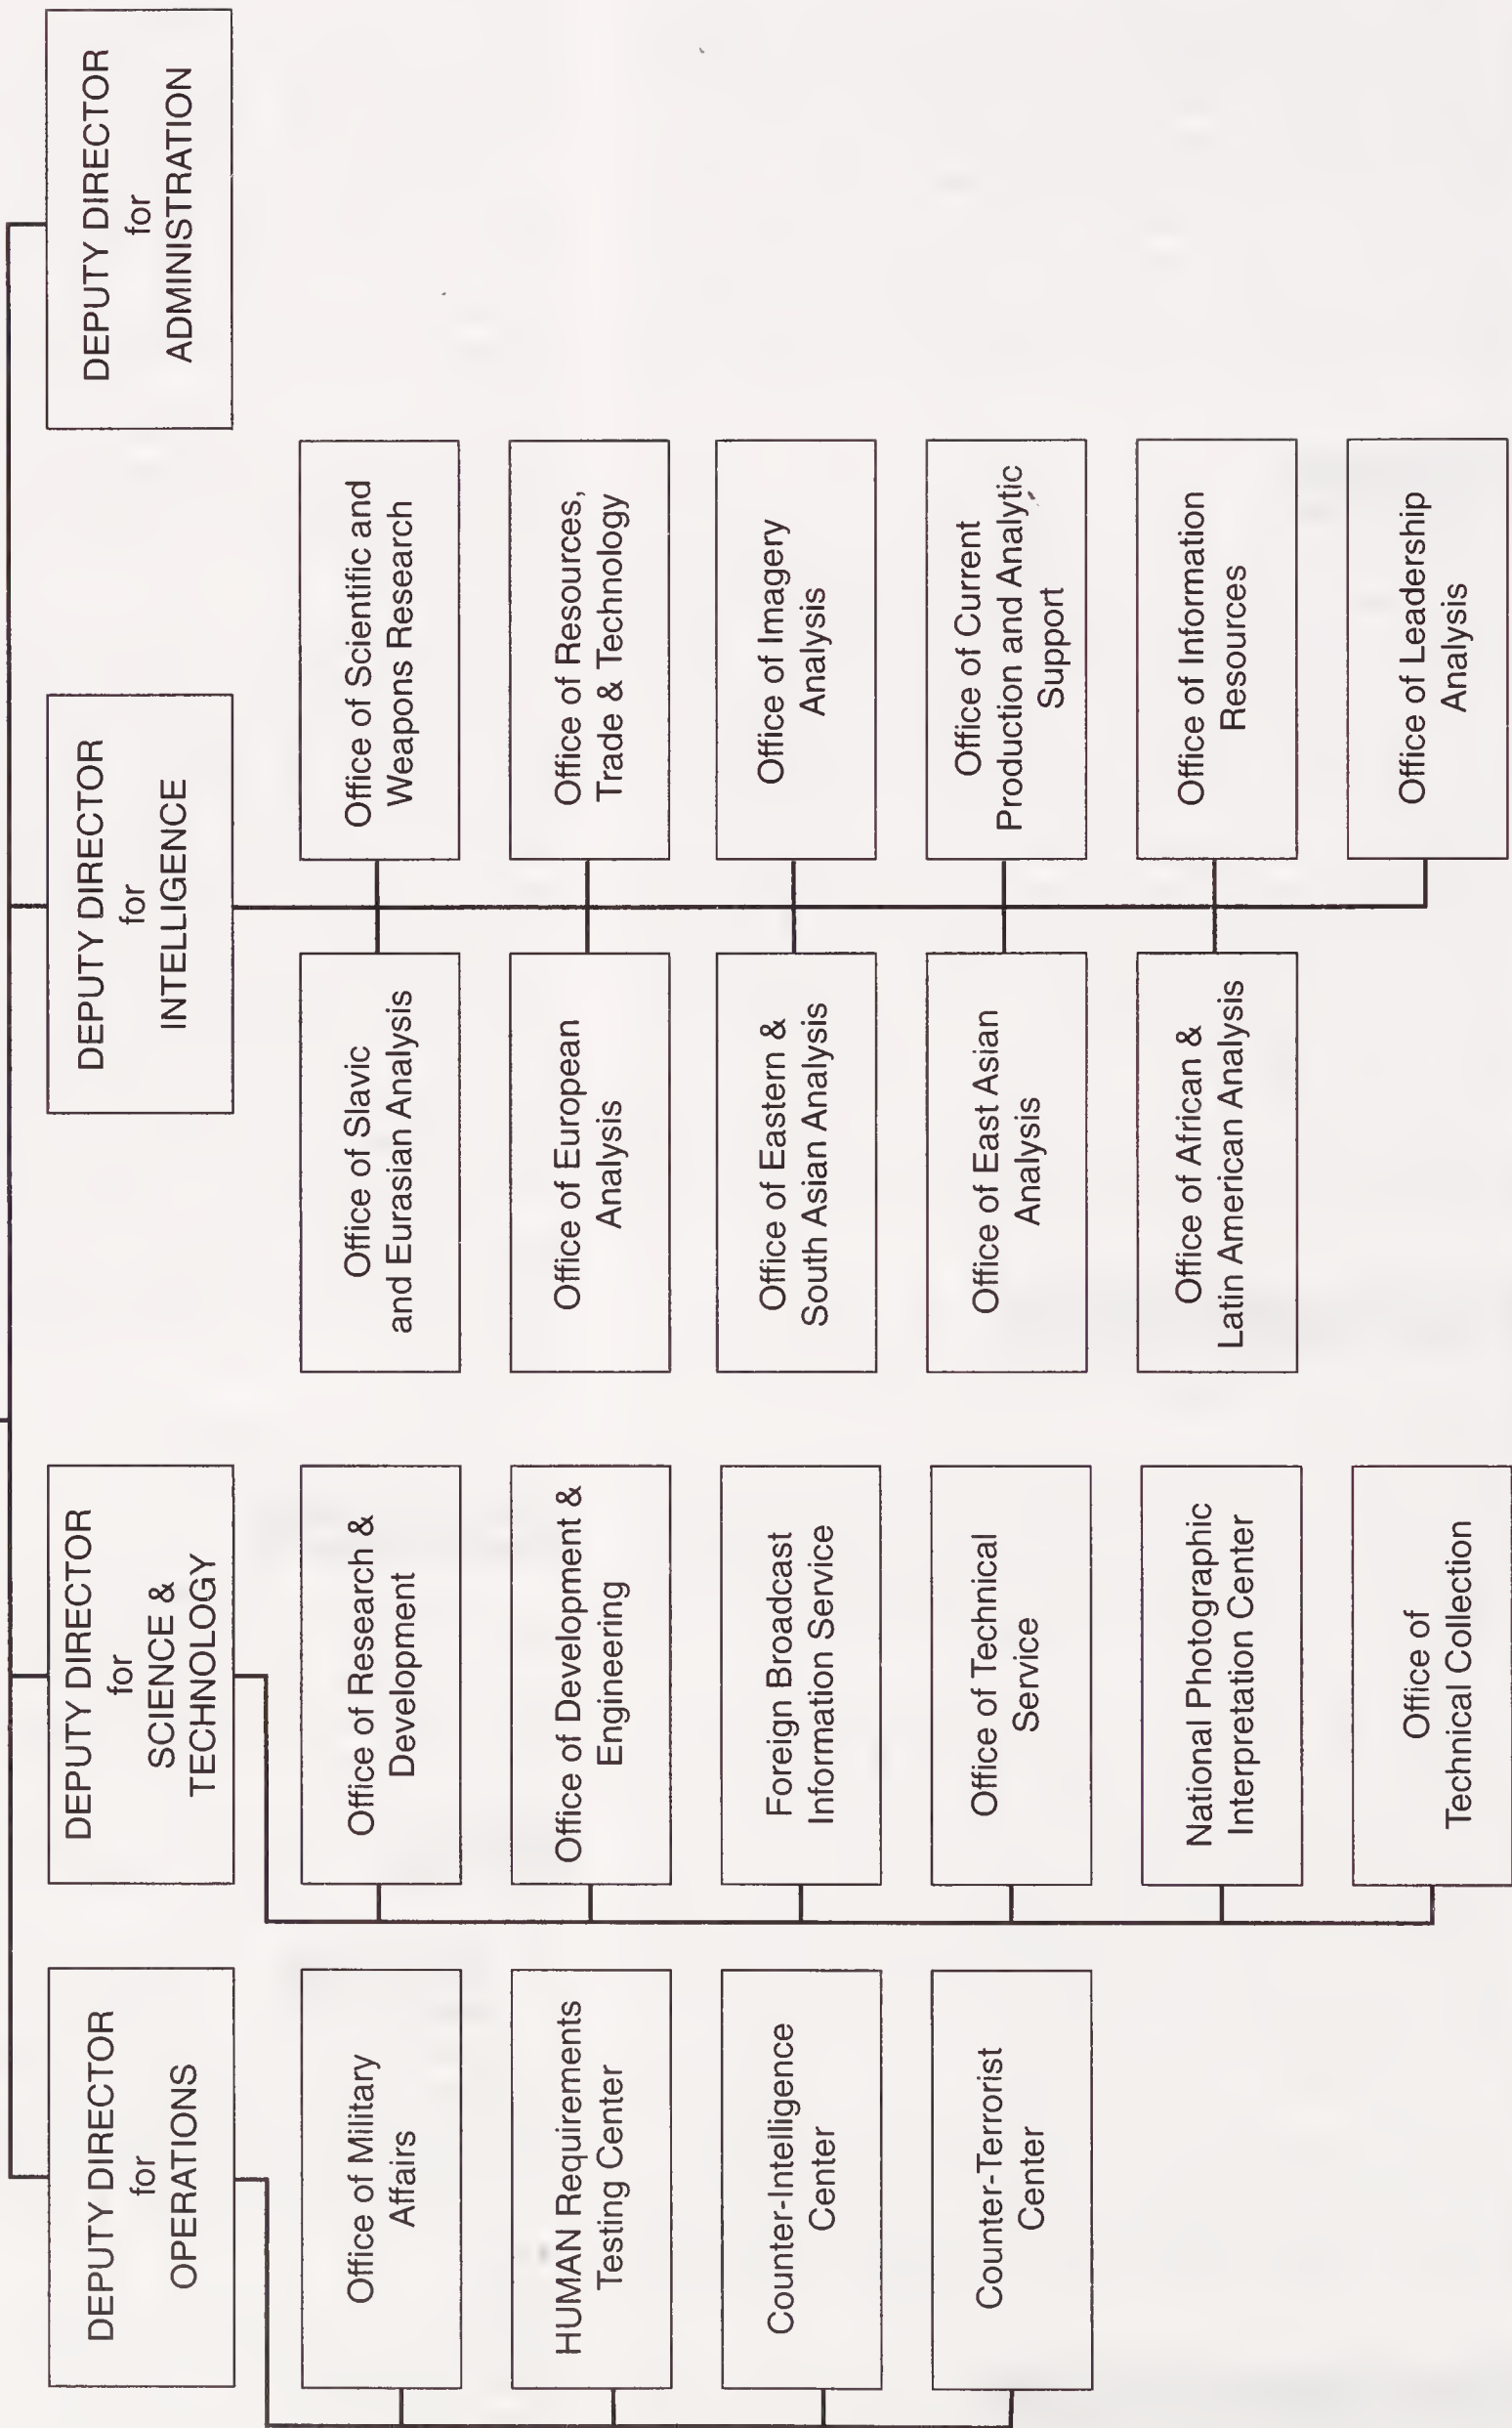 DEPUTY DIRECTOR
for
OPERATIONS
Office of Military
Affairs
HUMAN Requirements
Testing Center
Counter-Intelligence
Center
Counter-Terrorist
Center
DEPUTY DIRECTOR
for
SCIENCE &
TECHNOLOGY
Office of Research &
Development
Office of Development &
Engineering
Foreign Broadcast
Information Service
Office of Technical
Service
National Photographic
Interpretation Center
Office of
Technical Collection
DEPUTY DIRECTOR
for
INTELLIGENCE
Office of Slavic
and Eurasian Analysis
Office of European
Analysis
Office of Eastern &
South Asian Analysis
Office of East Asian
Analysis
Office of African &
Latin American Analysis
Office of Scientific and
Weapons Research
Office of Resources,
Trade & Technology
Office of Imagery
Analysis
Office of Current
Production and Analytic
Support
Office of Information
Resources
Office of Leadership
Analysis
DEPUTY DIRECTOR
for
ADMINISTRATION